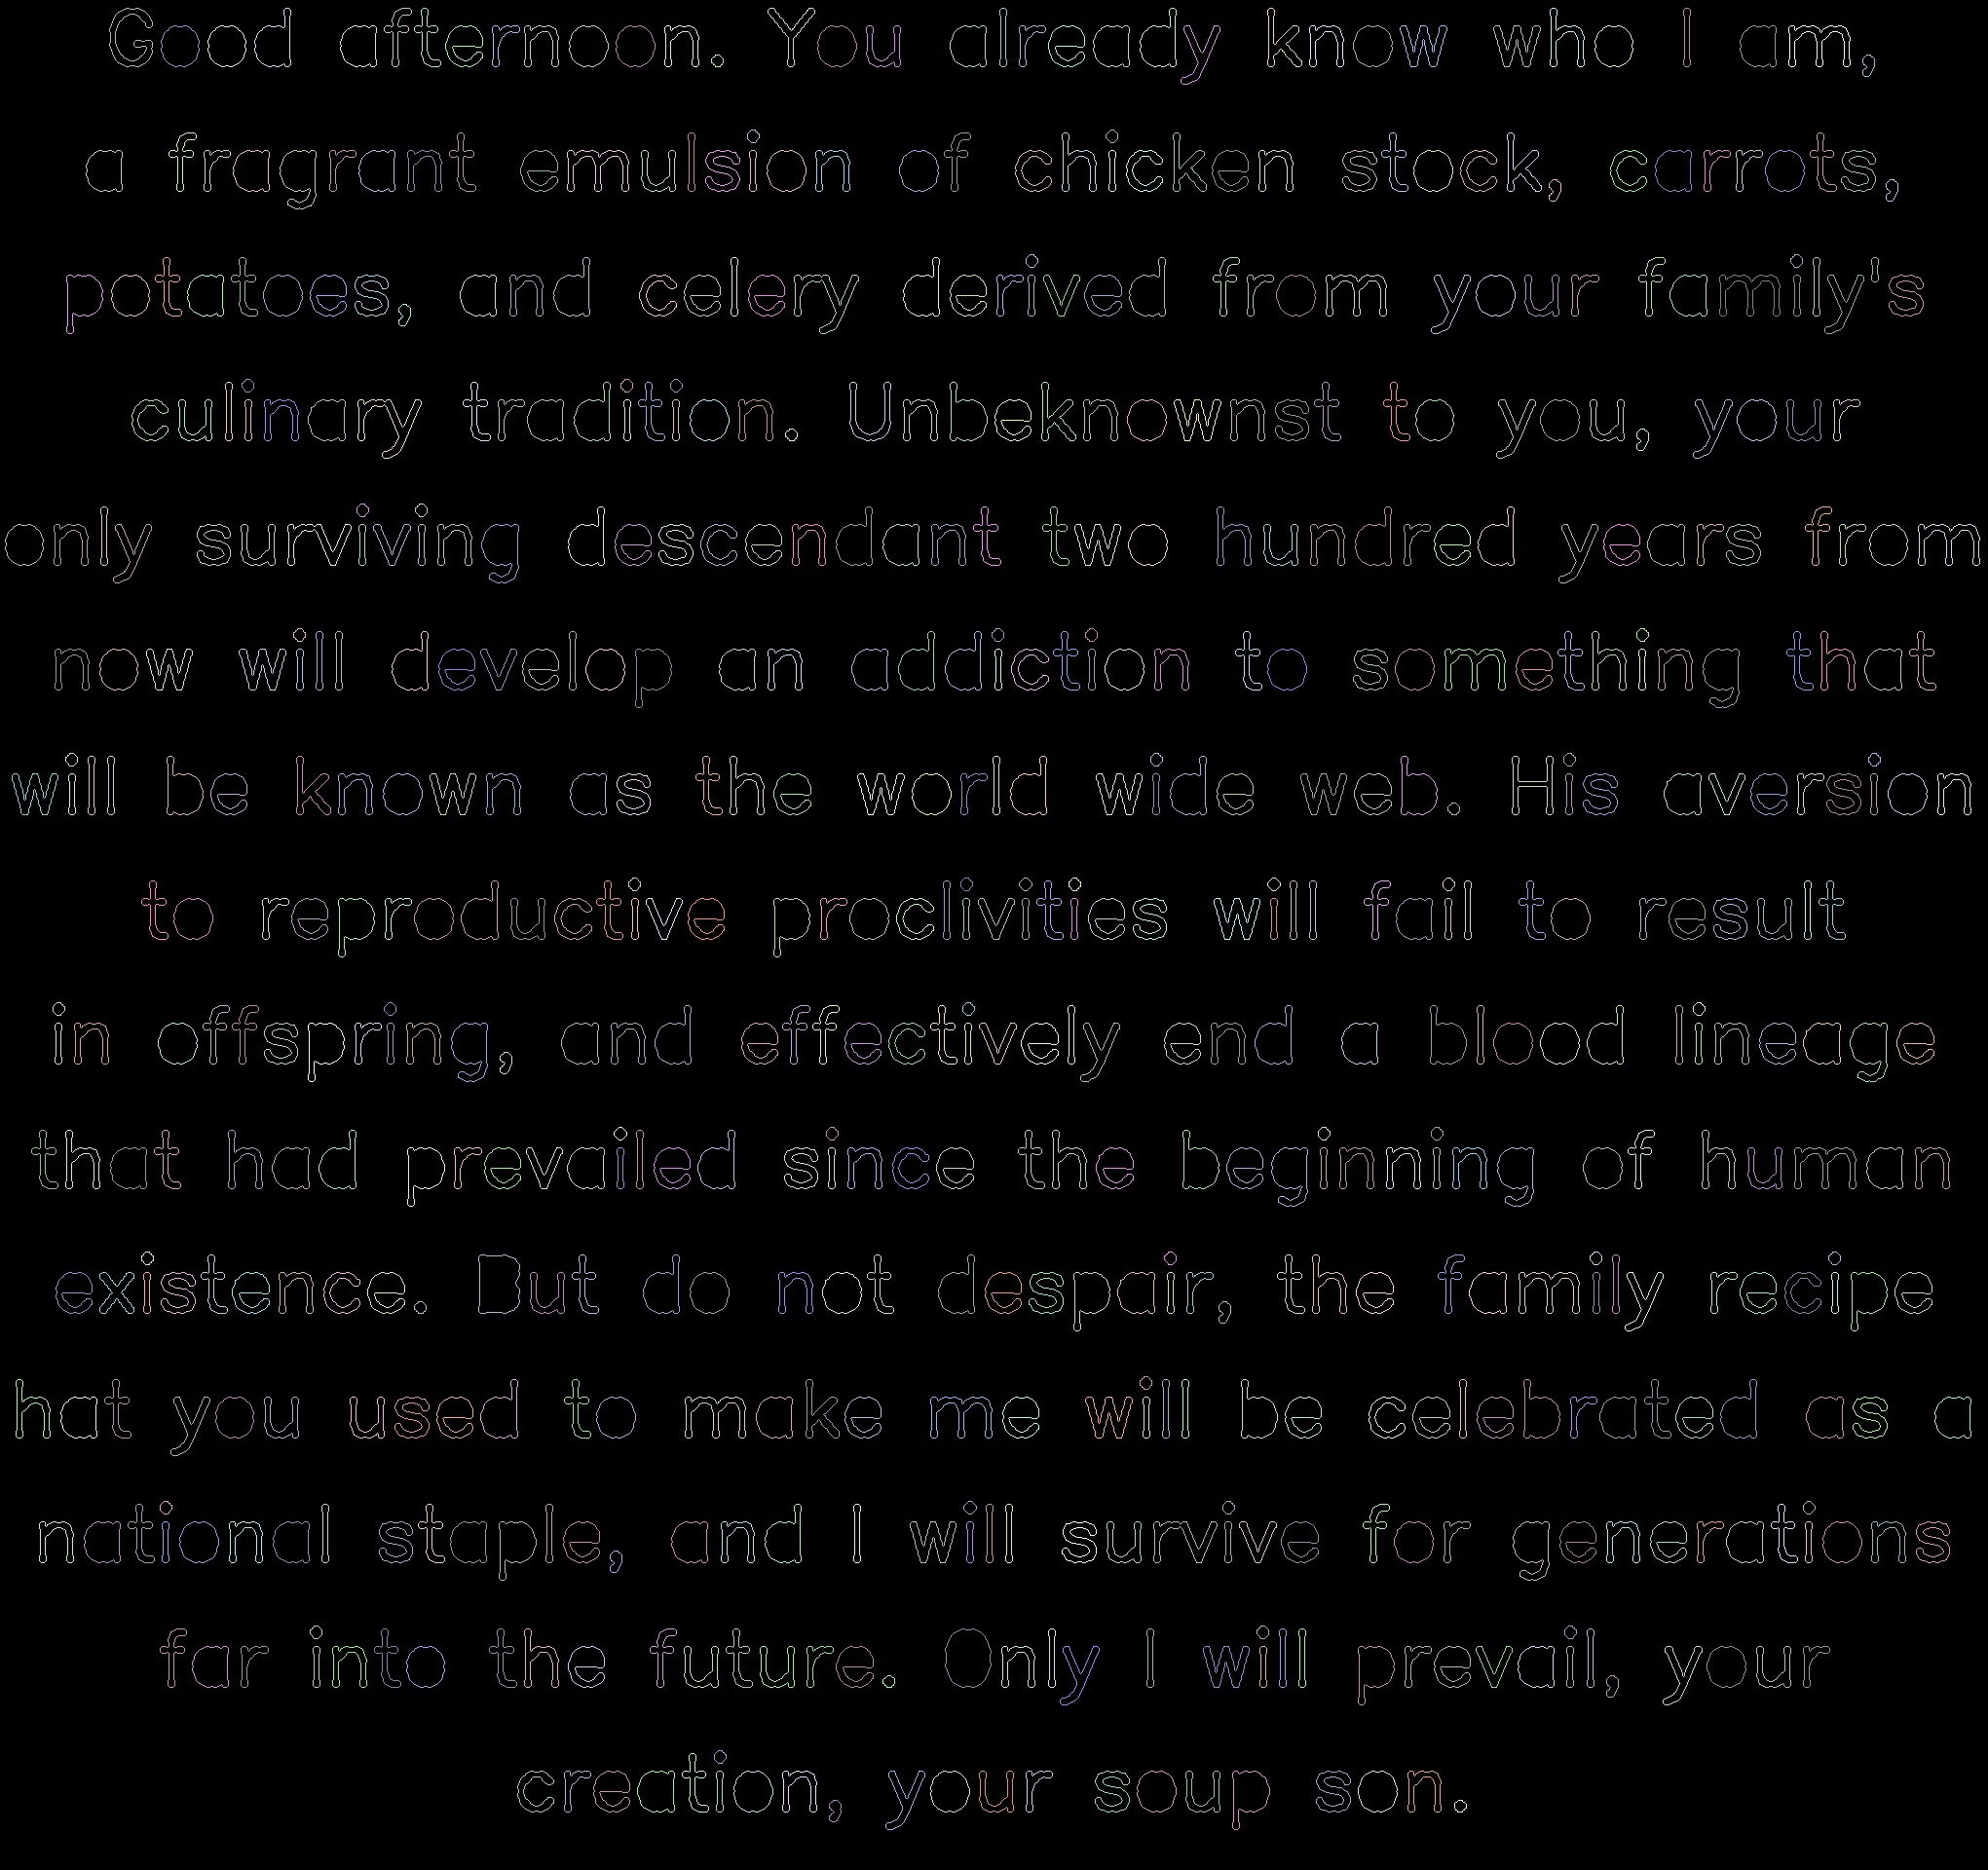 Good afternoon. You already know who I am,
a fragrant emulsion of chicken stock, carrots,
potatoes, and celery derived from your family's
culinary tradition. Unbeknownst to you, your
only surviving descendant two hundred years from
now will develop an addiction to something that
will be known as the world wide web. His aversion
to reproductive proclivities will fail to result
in offspring, and effectively end a blood lineage
that had prevailed since the beginning of human
existence. But do not despair, the family recipe
hat you used to make me will be celebrated as a
national staple, and I will survive for generations
far into the future. Only I will prevail, your
creation, your soup son.